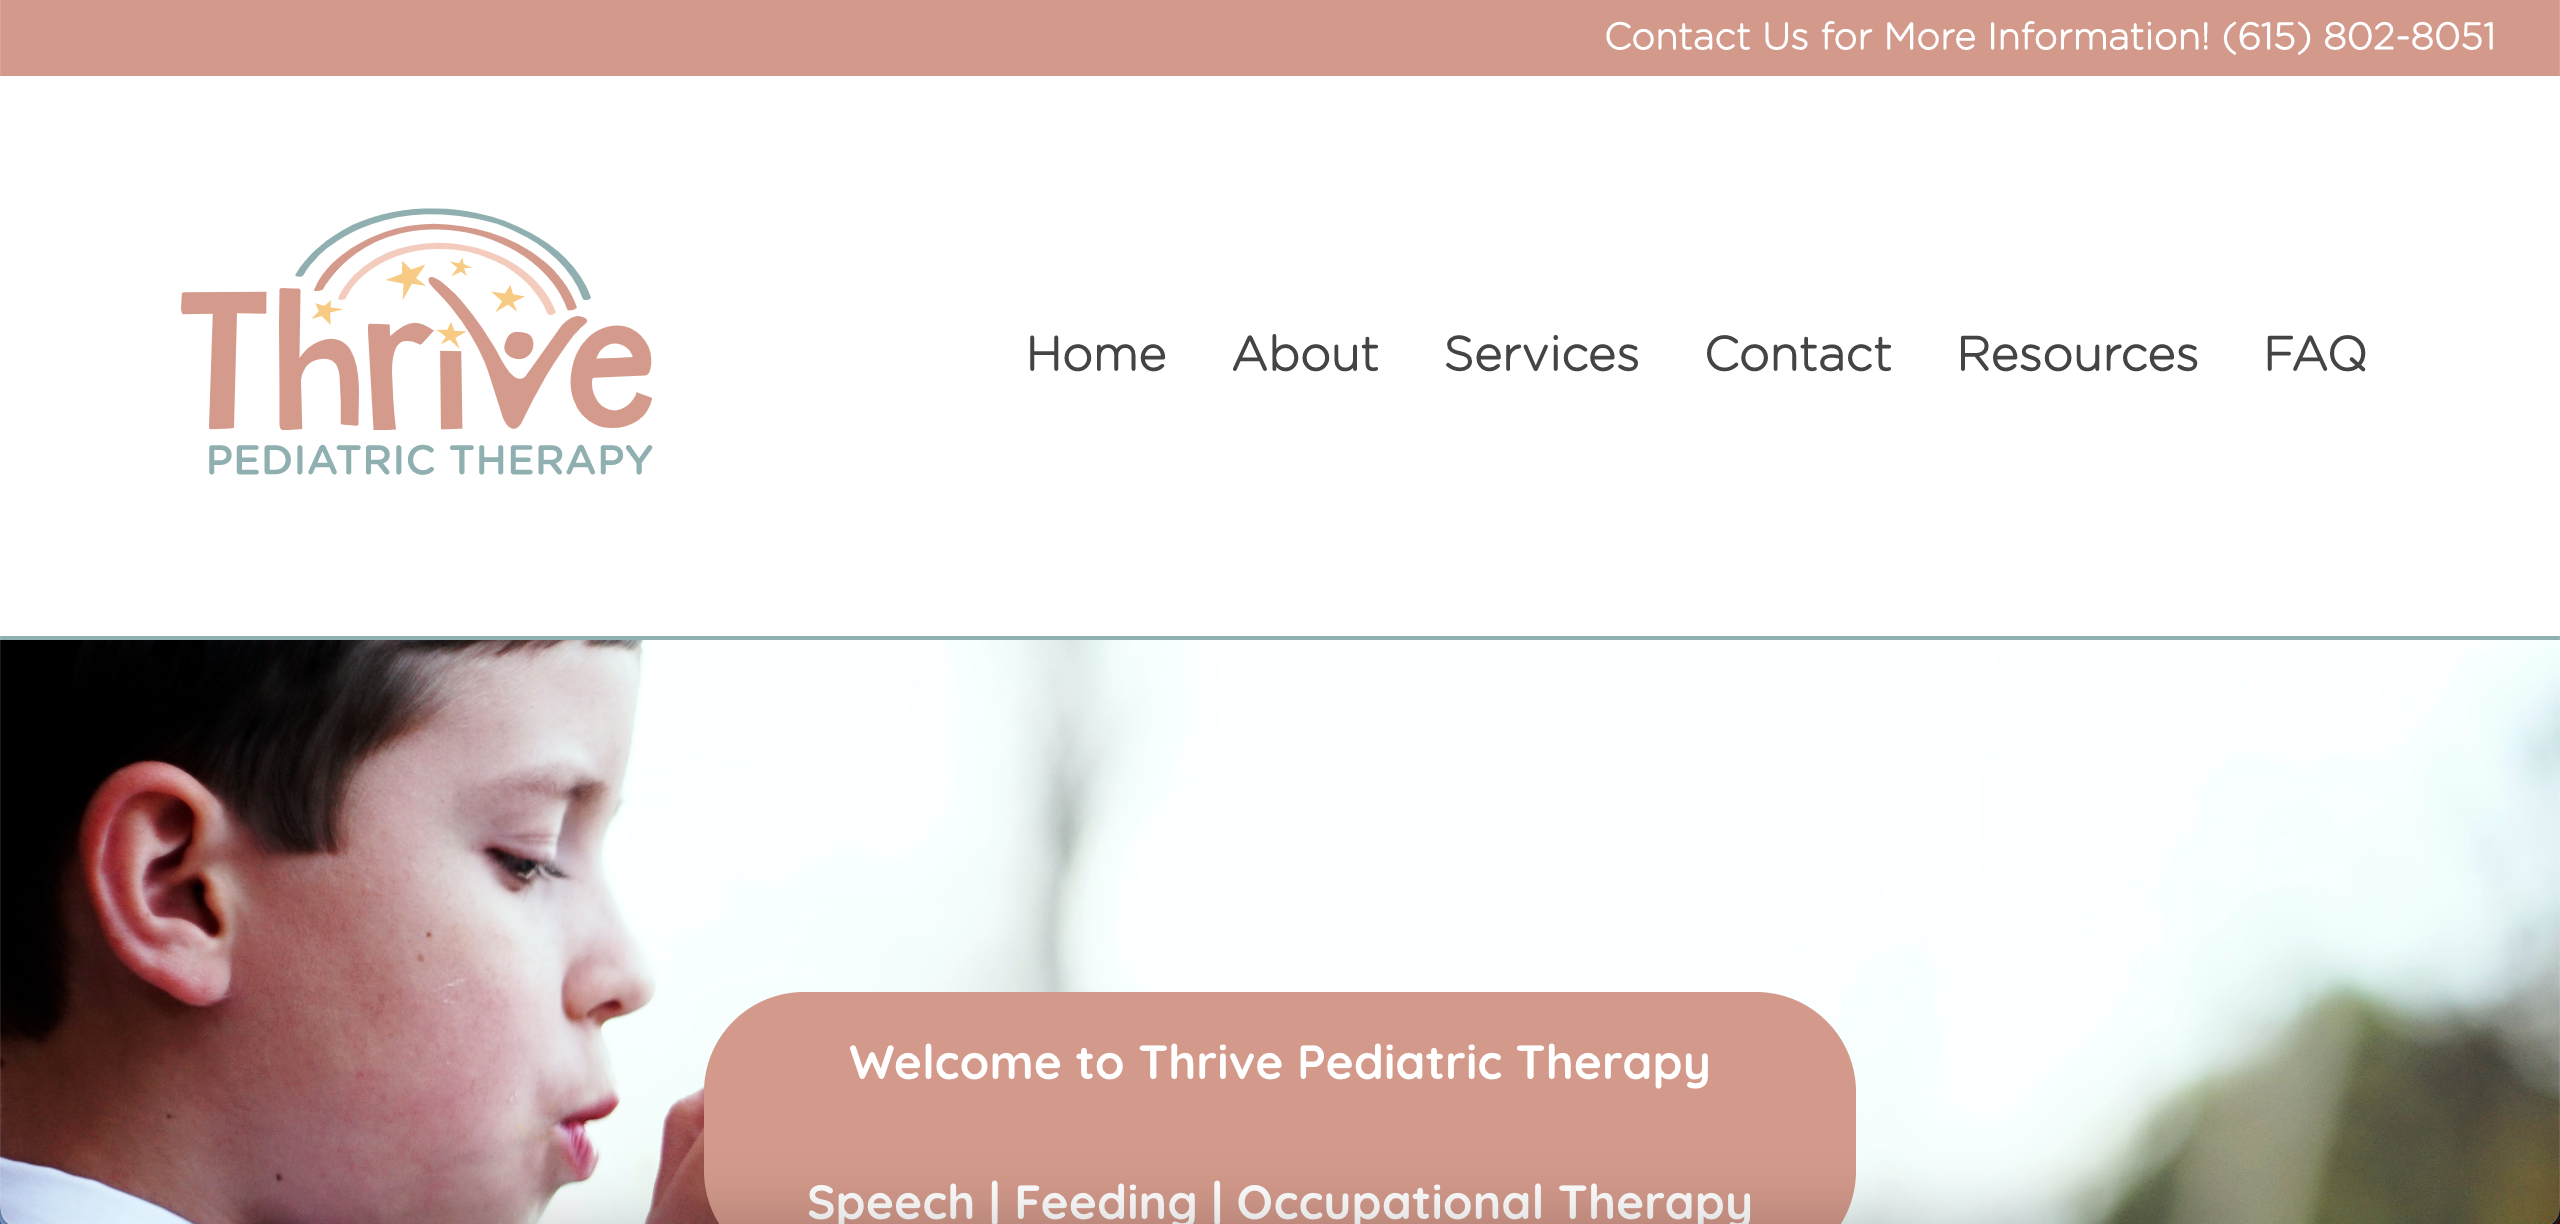 Contact Us for More Information! (615) 802-8051
Thrive
PEDIATRIC THERAPY
Home About Services Contact Resources FAQ
Welcome to Thrive Pediatric Therapy
Speech | Feeding | Occupational Therapy